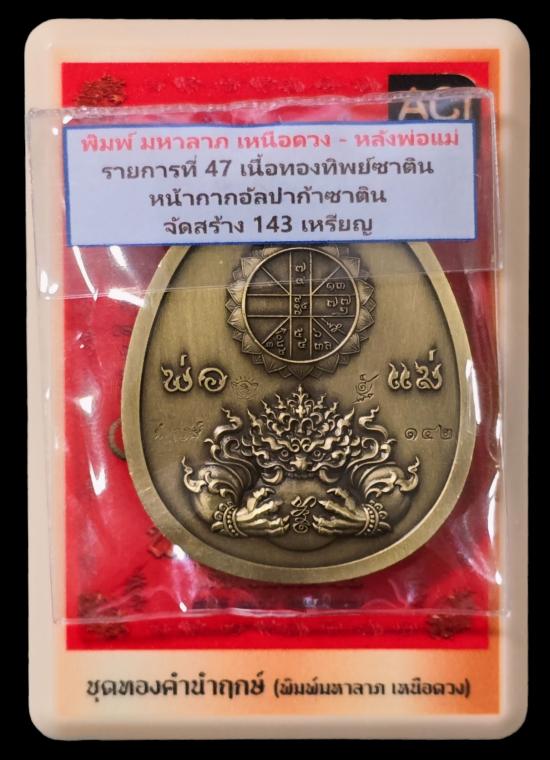 ACT
พิมพ์ มหาลาภ เหนือดวง - หลังพ่อแม่
รายการที่ 47 เนื้อทองทิพย์ซาติน
หน้ากากอัลปาก้าซาติน
จัดสร้าง 143 เหรียญ
พ่อ แม่
๑๔๒
ชุดทองคำนำฤกษ์ (พิมพ์มหาลาภ เหนือดวง)